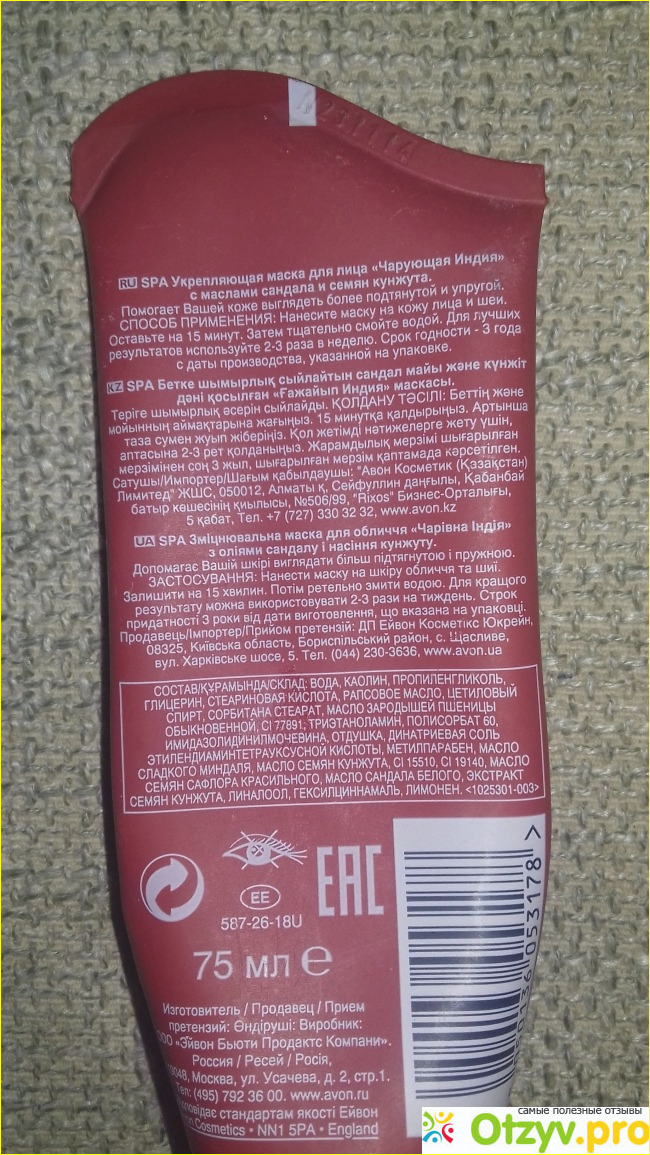 231114
RU SPA Укрепляющая маска для лица «Чарующая Индия»
с маслами сандала и семян кунжута.
Помогает Вашей коже выглядеть более подтянутой и упругой.
СПОСОБ ПРИМЕНЕНИЯ: Нанесите маску на кожу лица и шеи.
Оставьте на 15 минут. Затем тщательно смойте водой. Для лучших
результатов используйте 2-3 раза в неделю. Срок годности - 3 года
с даты производства, указанной на упаковке.
KZ SPA Бетке шымырлық сыйлайтын сандал майы және күнжіт
дәні қосылған «Ғажайып Индия» маскасы.
Теріге шымырлық әсерін сыйлайды. ҚОЛДАНУ ТӘСІЛІ: Беттің және
мойынның аймақтарына жағыңыз. 15 минутқа қалдырыңыз. Артынша
таза сумен жуып жіберіңіз. Қол жетімді нәтижелерге жету үшін,
аптасына 2-3 рет қолданыңыз. Жарамдылық мерзімі шығарылған
мерзімінен соң 3 жыл, шығарылған мерзім қаптамада көрсетілген.
Сатушы/Импортер/Шағым қабылдаушы: "Авон Косметик (Қазақстан)
Лимитед" ЖШС, 050012, Алматы қ, Сейфуллин даңғылы, Қабанбай
батыр көшесінің қиылысы, №506/99, "Rixos" Бизнес-Орталығы,
5 қабат, Тел. +7 (727) 330 32 32, www.avon.kz
UA SPA Зміцнювальна маска для обличчя «Чарівна Індія»
з оліями сандалу і насіння кунжуту.
Допомагає Вашій шкірі виглядати більш підтягнутою і пружною.
ЗАСТОСУВАННЯ: Нанести маску на шкіру обличчя та шиї.
Залишити на 15 хвилин. Потім ретельно змити водою. Для кращого
результату можна використовувати 2-3 рази на тиждень. Строк
придатності 3 роки від дати виготовлення, що вказана на упаковці.
Продавець/Імпортер/Прийом претензій: ДП Ейвон Косметікс Юкрейн,
08325, Київська область, Бориспільський район, с. Щасливе,
вул. Харківське шосе, 5. Тел. (044) 230-3636, www.avon.ua
СОСТАВ/ҚҰРАМЫНДА/СКЛАД: ВОДА, КАОЛИН, ПРОПИЛЕНГЛИКОЛЬ,
ГЛИЦЕРИН, СТЕАРИНОВАЯ КИСЛОТА, РАПСОВОЕ МАСЛО, ЦЕТИЛОВЫЙ
СПИРТ, СОРБИТАНА СТЕАРАТ, МАСЛО ЗАРОДЫШЕЙ ПШЕНИЦЫ
ОБЫКНОВЕННОЙ, CI 77891, ТРИЭТАНОЛАМИН, ПОЛИСОРБАТ 60,
ИМИДАЗОЛИДИНИЛМОЧЕВИНА, ОТДУШКА, ДИНАТРИЕВАЯ СОЛЬ
ЭТИЛЕНДИАМИНТЕТРАУКСУСНОЙ КИСЛОТЫ, МЕТИЛПАРАБЕН, МАСЛО
СЛАДКОГО МИНДАЛЯ, МАСЛО СЕМЯН КУНЖУТА, CI 15510, CI 19140, МАСЛО
СЕМЯН САФЛОРА КРАСИЛЬНОГО, МАСЛО САНДАЛА БЕЛОГО, ЭКСТРАКТ
СЕМЯН КУНЖУТА, ЛИНАЛООЛ, ГЕКСИЛЦИННАМАЛЬ, ЛИМОНЕН. <1025301-003>
EAC
EE
587-26-18U
75 мл e
053178 >
Изготовитель / Продавец / Прием
претензий: Өндіруші: Виробник:
«Эйвон Бьюти Продактс Компани».
Россия / Ресей / Росія,
Москва, ул. Усачева, д. 2, стр.1.
Тел: (495) 792 36 00. www.avon.ru
стандартам якості Ейвон
Cosmetics • NN1 5PA • England
самые полезные отзывы
Otzyv.pro